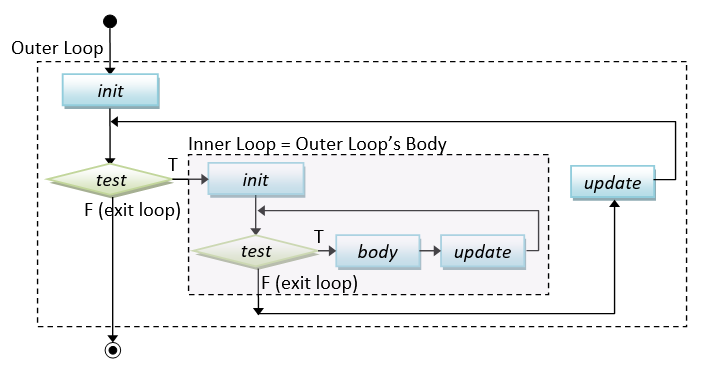 Outer Loop
init
Inner Loop = Outer Loop's Body
test
T
init
update
F (exit loop)
test
T
body
update
F (exit loop)